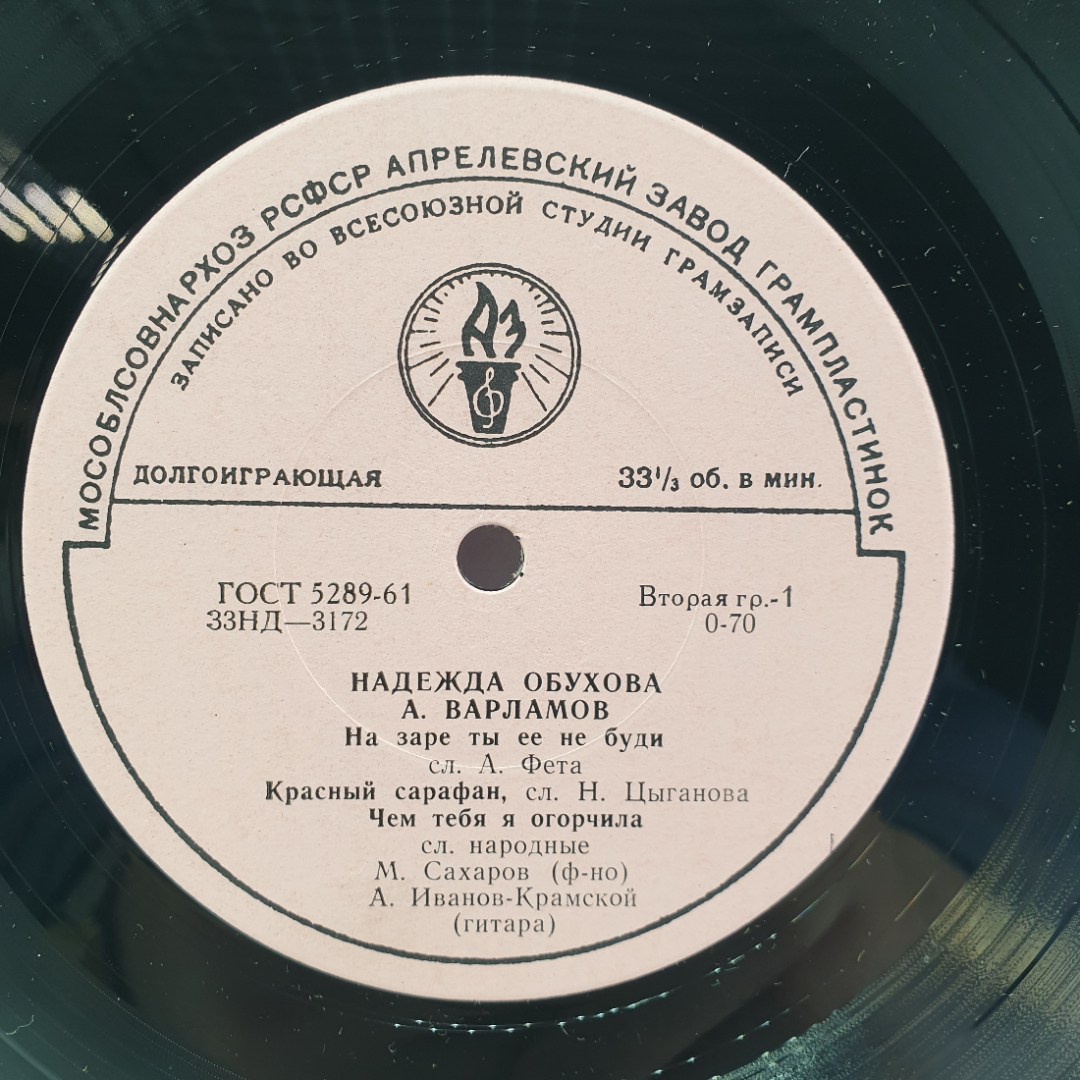 МОСОБЛСОВНАРХОЗ РСФСР АПРЕЛЕВСКИЙ ЗАВОД ГРАМПЛАСТИНОК
ЗАПИСАНО ВО ВСЕСОЮЗНОЙ СТУДИИ ГРАМЗАПИСИ
АЗ
ДОЛГОИГРАЮЩАЯ 33⅓ об. в мин.
ГОСТ 5289-61 Вторая гр.-1
33НД—3172 0-70
НАДЕЖДА ОБУХОВА
А. ВАРЛАМОВ
На заре ты ее не буди
сл. А. Фета
Красный сарафан, сл. Н. Цыганова
Чем тебя я огорчила
сл. народные
М. Сахаров (ф-но)
А. Иванов-Крамской
(гитара)